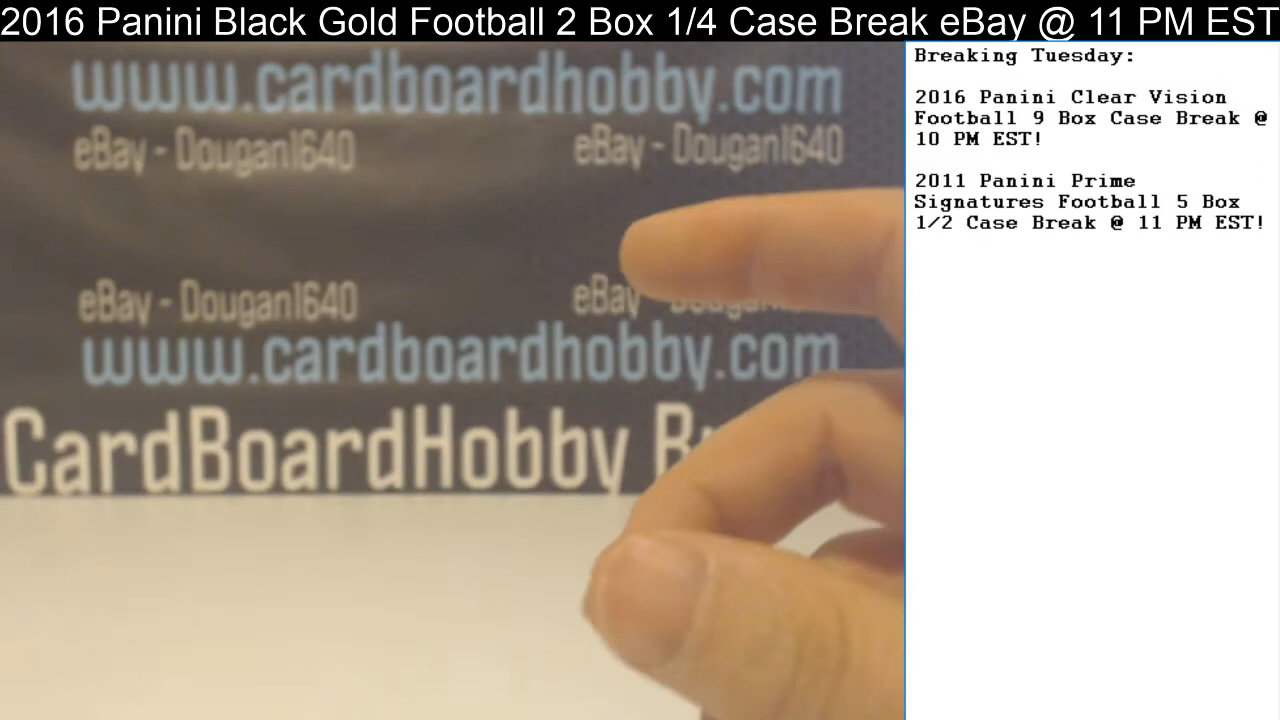 2016 Panini Black Gold Football 2 Box 1/4 Case Break eBay @ 11 PM EST
www.cardboardhobby.com
eBay - Dougan1640 eBay - Dougan1640
eBay - Dougan1640 eBay - Dougan1640
www.cardboardhobby.com
CardBoardHobby
Breaking Tuesday:
2016 Panini Clear Vision
Football 9 Box Case Break @
10 PM EST!
2011 Panini Prime
Signatures Football 5 Box
1/2 Case Break @ 11 PM EST!